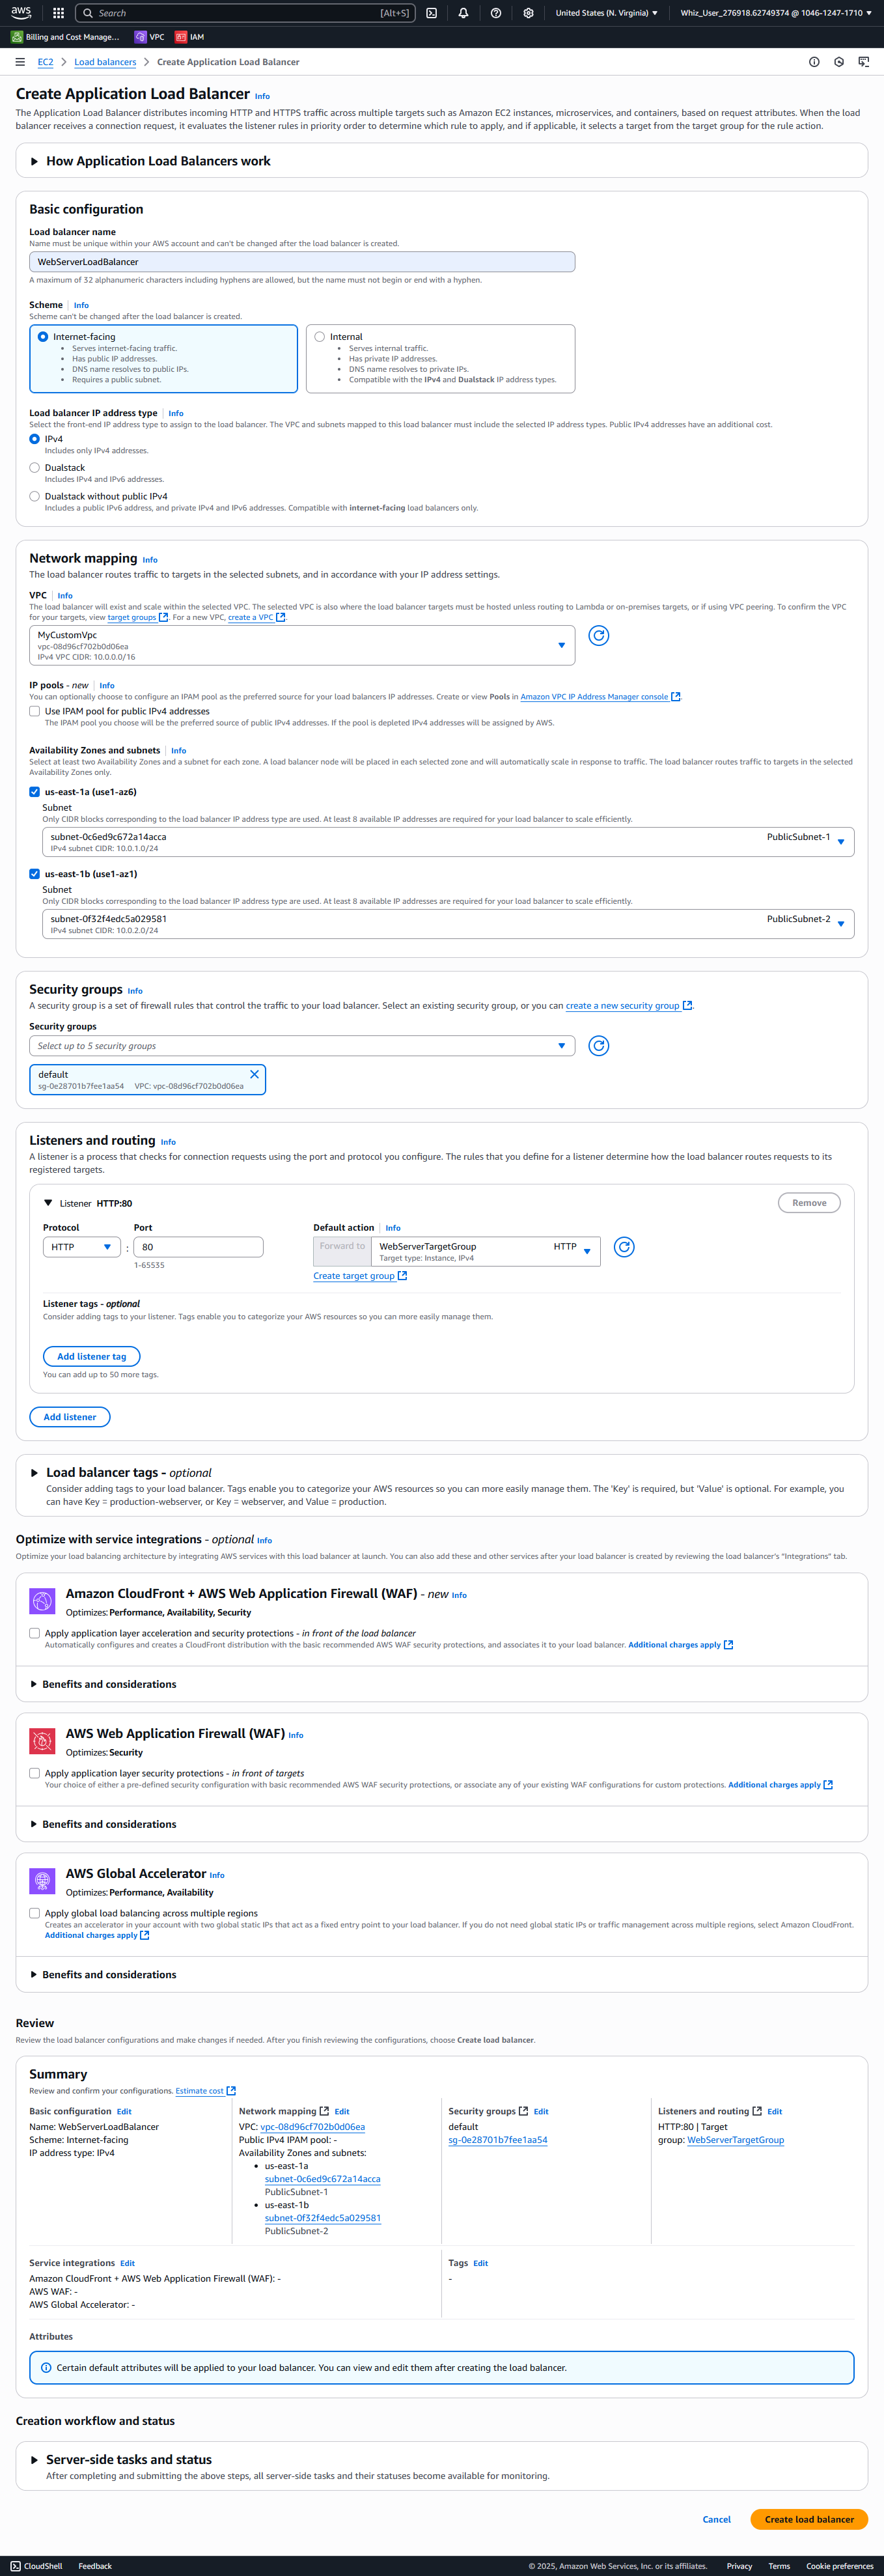 aws
Search [Alt+S]
United States (N. Virginia)
Whiz_User_276918.62749374 @ 1046-1247-1710
Billing and Cost Manage...
VPC
IAM
EC2
Load balancers
Create Application Load Balancer
Create Application Load Balancer Info
The Application Load Balancer distributes incoming HTTP and HTTPS traffic across multiple targets such as Amazon EC2 instances, microservices, and containers, based on request attributes. When the load
balancer receives a connection request, it evaluates the listener rules in priority order to determine which rule to apply, and if applicable, it selects a target from the target group for the rule action.
How Application Load Balancers work
Basic configuration
Load balancer name
Name must be unique within your AWS account and can't be changed after the load balancer is created.
WebServerLoadBalancer
A maximum of 32 alphanumeric characters including hyphens are allowed, but the name must not begin or end with a hyphen.
Scheme Info
Scheme can't be changed after the load balancer is created.
Internet-facing
• Serves internet-facing traffic.
• Has public IP addresses.
• DNS name resolves to public IPs.
• Requires a public subnet.
Internal
• Serves internal traffic.
• Has private IP addresses.
• DNS name resolves to private IPs.
• Compatible with the IPv4 and Dualstack IP address types.
Load balancer IP address type Info
Select the front-end IP address type to assign to the load balancer. The VPC and subnets mapped to this load balancer must include the selected IP address types. Public IPv4 addresses have an additional cost.
IPv4
Includes only IPv4 addresses.
Dualstack
Includes IPv4 and IPv6 addresses.
Dualstack without public IPv4
Includes a public IPv6 address, and private IPv4 and IPv6 addresses. Compatible with internet-facing load balancers only.
Network mapping Info
The load balancer routes traffic to targets in the selected subnets, and in accordance with your IP address settings.
VPC Info
The load balancer will exist and scale within the selected VPC. The selected VPC is also where the load balancer targets must be hosted unless routing to Lambda or on-premises targets, or if using VPC peering. To confirm the VPC
for your targets, view target groups. For a new VPC, create a VPC.
MyCustomVpc
vpc-08d96cf702b0d06ea
IPv4 VPC CIDR: 10.0.0.0/16
IP pools - new Info
You can optionally choose to configure an IPAM pool as the preferred source for your load balancers IP addresses. Create or view Pools in Amazon VPC IP Address Manager console
Use IPAM pool for public IPv4 addresses
The IPAM pool you choose will be the preferred source of public IPv4 addresses. If the pool is depleted IPv4 addresses will be assigned by AWS.
Availability Zones and subnets Info
Select at least two Availability Zones and a subnet for each zone. A load balancer node will be placed in each selected zone and will automatically scale in response to traffic. The load balancer routes traffic to targets in the selected
Availability Zones only.
us-east-1a (use1-az6)
Subnet
Only CIDR blocks corresponding to the load balancer IP address type are used. At least 8 available IP addresses are required for your load balancer to scale efficiently.
subnet-0c6ed9c672a14acca PublicSubnet-1
IPv4 subnet CIDR: 10.0.1.0/24
us-east-1b (use1-az1)
Subnet
Only CIDR blocks corresponding to the load balancer IP address type are used. At least 8 available IP addresses are required for your load balancer to scale efficiently.
subnet-0f32f4edc5a029581 PublicSubnet-2
IPv4 subnet CIDR: 10.0.2.0/24
Security groups Info
A security group is a set of firewall rules that control the traffic to your load balancer. Select an existing security group, or you can create a new security group.
Security groups
Select up to 5 security groups
default
sg-0e28701b7fee1aa54 VPC: vpc-08d96cf702b0d06ea
Listeners and routing Info
A listener is a process that checks for connection requests using the port and protocol you configure. The rules that you define for a listener determine how the load balancer routes requests to its
registered targets.
Listener HTTP:80 Remove
Protocol Port Default action Info
HTTP : 80 Forward to WebServerTargetGroup HTTP
Target type: Instance, IPv4
1-65535
Create target group
Listener tags - optional
Consider adding tags to your listener. Tags enable you to categorize your AWS resources so you can more easily manage them.
Add listener tag
You can add up to 50 more tags.
Add listener
Load balancer tags - optional
Consider adding tags to your load balancer. Tags enable you to categorize your AWS resources so you can more easily manage them. The 'Key' is required, but 'Value' is optional. For example, you
can have Key = production-webserver, or Key = webserver, and Value = production.
Optimize with service integrations - optional Info
Optimize your load balancing architecture by integrating AWS services with this load balancer at launch. You can also add these and other services after your load balancer is created by reviewing the load balancer's "Integrations" tab.
Amazon CloudFront + AWS Web Application Firewall (WAF) - new Info
Optimizes: Performance, Availability, Security
Apply application layer acceleration and security protections - in front of the load balancer
Automatically configures and creates a CloudFront distribution with the basic recommended AWS WAF security protections, and associates it to your load balancer. Additional charges apply
Benefits and considerations
AWS Web Application Firewall (WAF) Info
Optimizes: Security
Apply application layer security protections - in front of targets
Your choice of either a pre-defined security configuration with basic recommended AWS WAF security protections, or associate any of your existing WAF configurations for custom protections. Additional charges apply
Benefits and considerations
AWS Global Accelerator Info
Optimizes: Performance, Availability
Apply global load balancing across multiple regions
Creates an accelerator in your account with two global static IPs that act as a fixed entry point to your load balancer. If you do not need global static IPs or traffic management across multiple regions, select Amazon CloudFront.
Additional charges apply
Benefits and considerations
Review
Review the load balancer configurations and make changes if needed. After you finish reviewing the configurations, choose Create load balancer.
Summary
Review and confirm your configurations. Estimate cost
Basic configuration Edit
Name: WebServerLoadBalancer
Scheme: Internet-facing
IP address type: IPv4
Network mapping Edit
VPC: vpc-08d96cf702b0d06ea
Public IPv4 IPAM pool: -
Availability Zones and subnets:
• us-east-1a
subnet-0c6ed9c672a14acca
PublicSubnet-1
• us-east-1b
subnet-0f32f4edc5a029581
PublicSubnet-2
Security groups Edit
default
sg-0e28701b7fee1aa54
Listeners and routing Edit
HTTP:80 | Target
group: WebServerTargetGroup
Service integrations Edit
Amazon CloudFront + AWS Web Application Firewall (WAF): -
AWS WAF: -
AWS Global Accelerator: -
Tags Edit
-
Attributes
Certain default attributes will be applied to your load balancer. You can view and edit them after creating the load balancer.
Creation workflow and status
Server-side tasks and status
After completing and submitting the above steps, all server-side tasks and their statuses become available for monitoring.
Cancel
Create load balancer
CloudShell
Feedback
© 2025, Amazon Web Services, Inc. or its affiliates.
Privacy
Terms
Cookie preferences